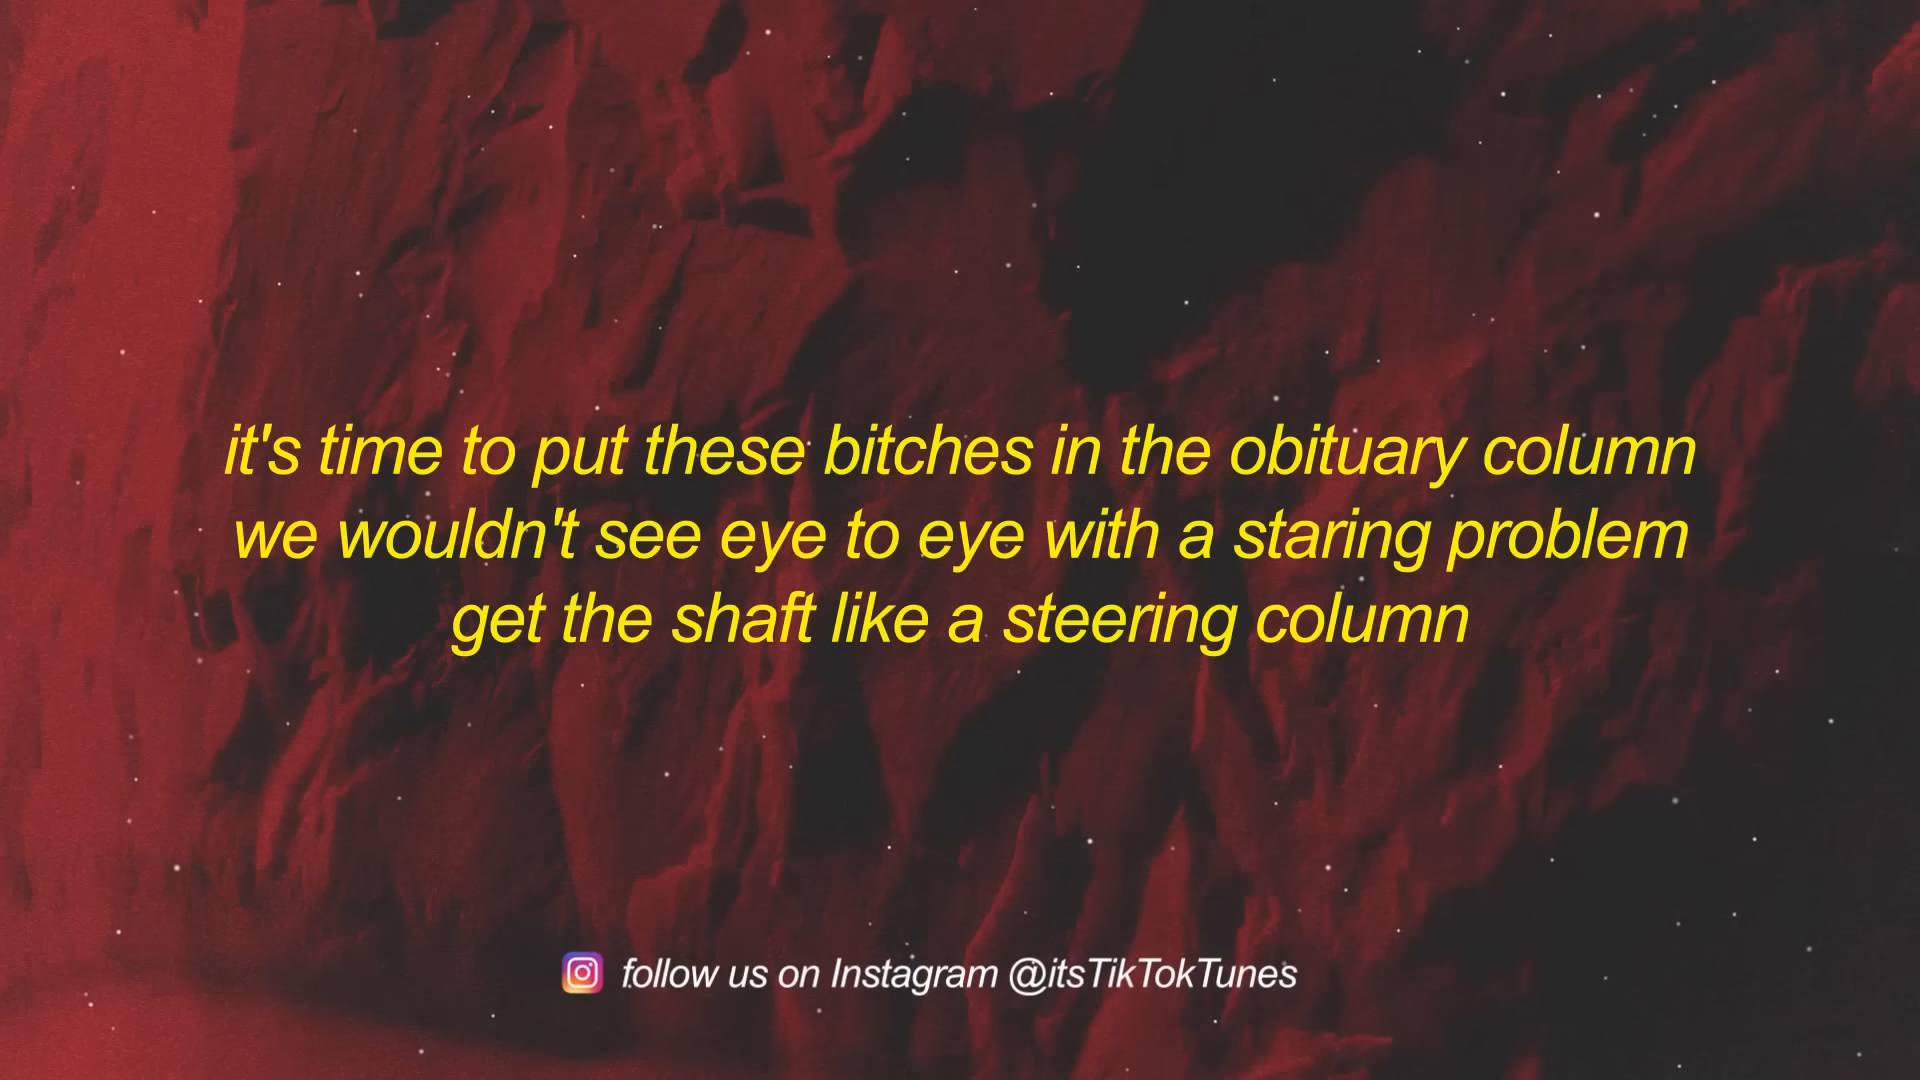 it's time to put these bitches in the obituary column
we wouldn't see eye to eye with a staring problem
get the shaft like a steering column
follow us on Instagram @itsTikTokTunes